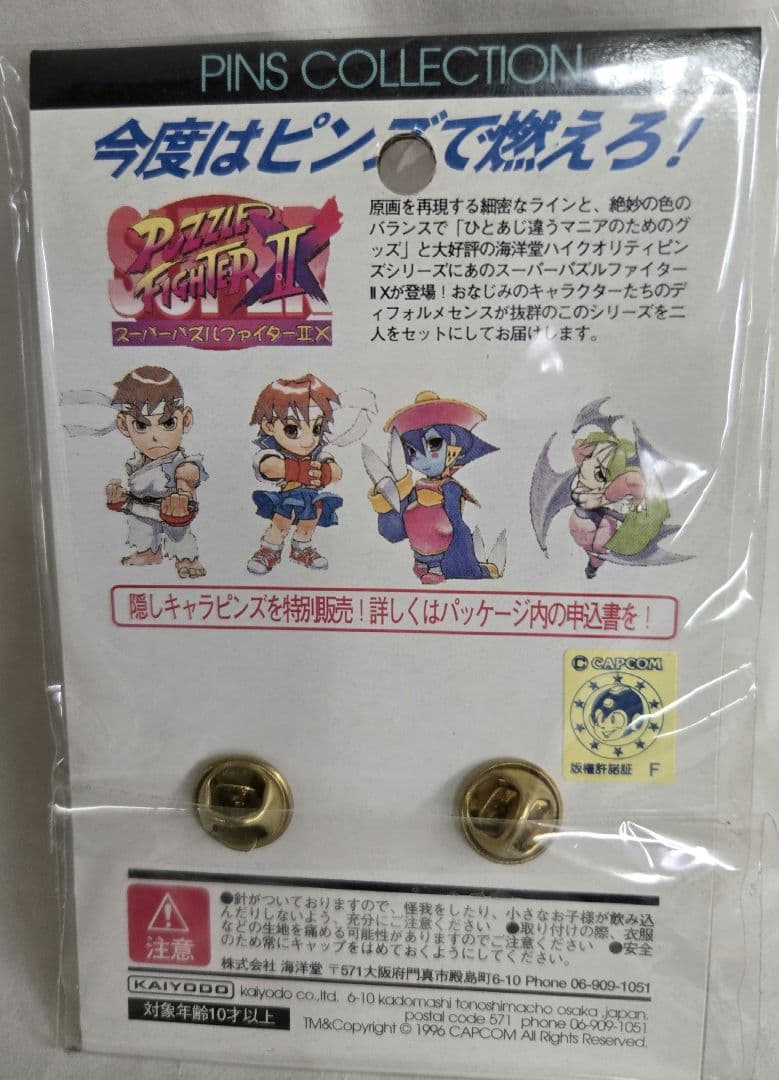 PINS COLLECTION
今度はピンズで燃えろ!
SUPER
PUZZLE
FIGHTER II X
スーパーパズルファイターII X
原画を再現する細密なラインと、絶妙の色の
バランスで「ひとあじ違うマニアのためのグ
ッズ」と大好評の海洋堂ハイクオリティピン
ズシリーズにあのスーパーパズルファイター
II Xが登場!おなじみのキャラクターたちのデ
ィフォルメセンスが抜群のこのシリーズを二
人をセットにしてお届けします。
隠しキャラピンズを特別販売!詳しくはパッケージ内の申込書を!
© CAPCOM
版権許諾証 F
注意
●針がついておりますので、怪我をしたり、小さなお子様が飲み込
んだりしないよう、充分にご注意ください ●取り付けの際、衣服
などの生地を痛める可能性がありますのでご注意ください ●安全
のため常にキャップをはめておくようにしてください。
株式会社 海洋堂 〒571大阪府門真市殿島町6-10 Phone 06-909-1051
KAIYODO kaiyodo co.,ltd. 6-10 kadomashi tonoshimacho osaka ,japan.
postal code 571 phone 06-909-1051
対象年齢10才以上
TM&Copyright © 1996 CAPCOM All Rights Reserved.